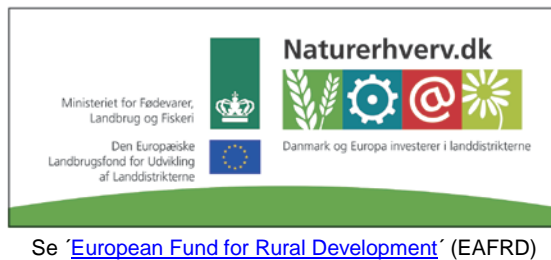 Naturerhverv.dk
Ministeriet for Fødevarer,
Landbrug og Fiskeri
@
Den Europæiske
Landbrugsfond for Udvikling
af Landdistrikterne
Danmark og Europa investerer i landdistrikterne
Se ´European Fund for Rural Development´ (EAFRD)